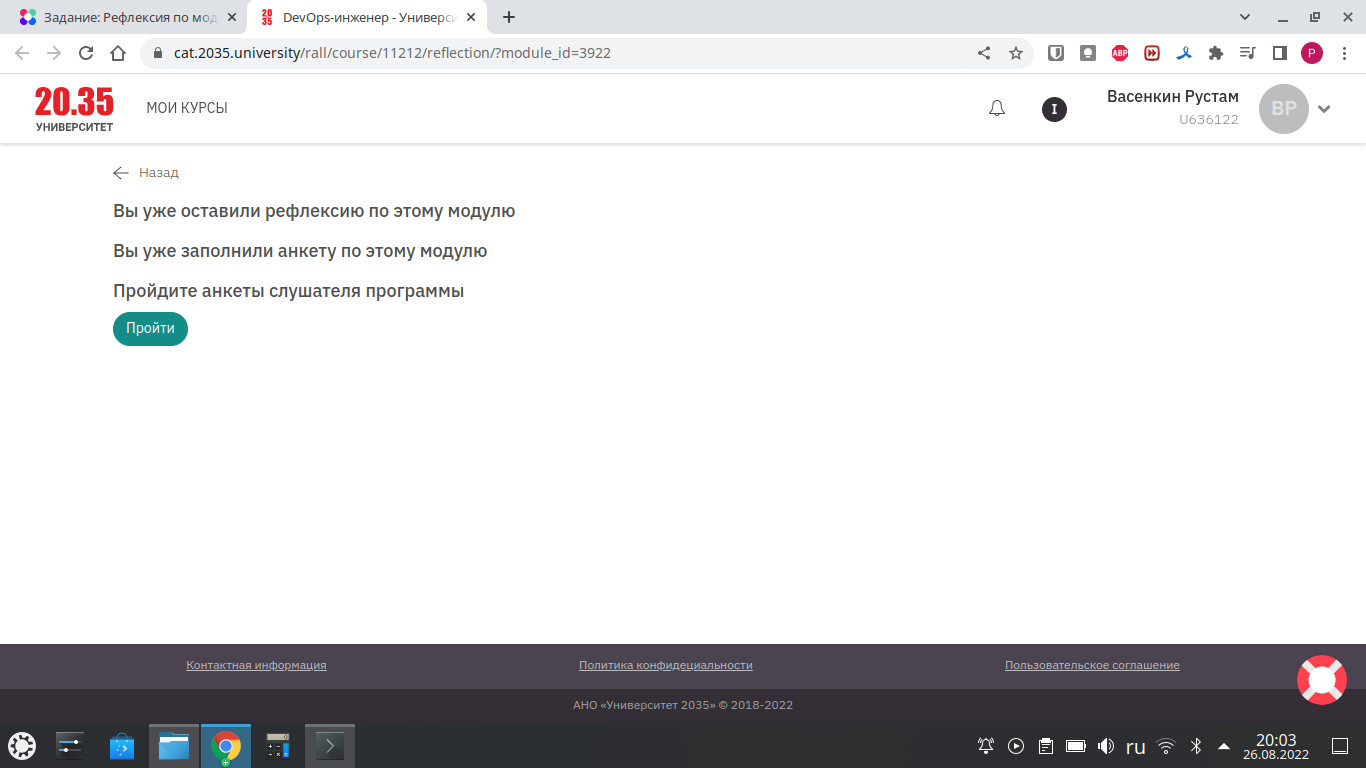 Задание: Рефлексия по мод
DevOps-инженер - Универси
cat.2035.university/rall/course/11212/reflection/?module_id=3922
ABP
P
20.35
УНИВЕРСИТЕТ
МОИ КУРСЫ
I
Васенкин Рустам
U636122
ВР
Назад
Вы уже оставили рефлексию по этому модулю
Вы уже заполнили анкету по этому модулю
Пройдите анкеты слушателя программы
Пройти
Контактная информация
Политика конфидециальности
Пользовательское соглашение
АНО «Университет 2035» © 2018-2022
ru
20:03
26.08.2022